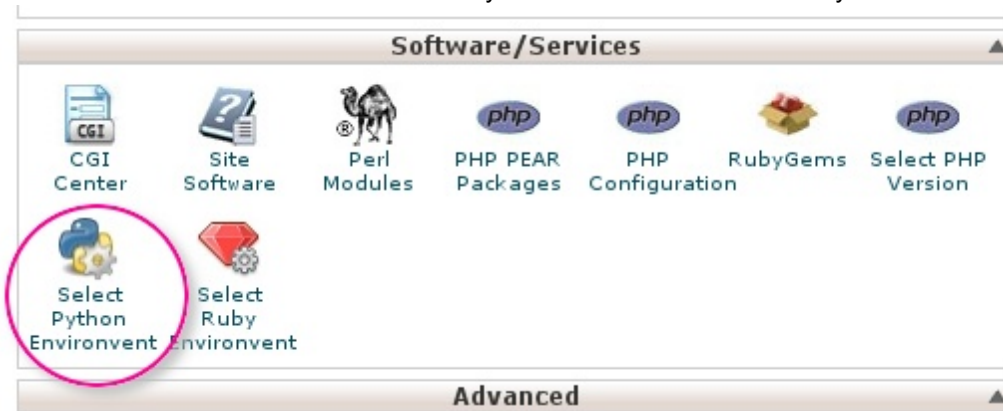 Software/Services
CGI
php
php
php
CGI
Center
Site
Software
®
Perl
Modules
PHP PEAR
Packages
PHP
Configuration
RubyGems
Select PHP
Version
Select
Python
Environvent
Select
Ruby
Environvent
Advanced